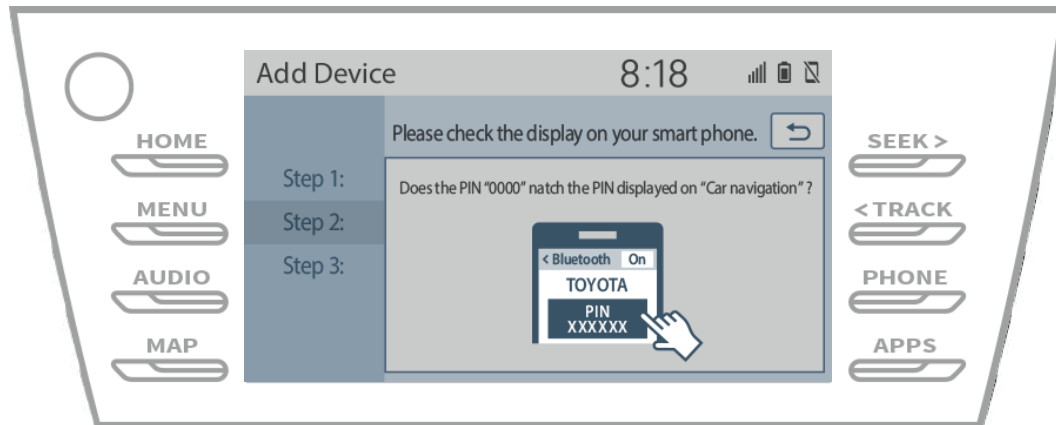 Add Device
8:18
HOME
MENU
AUDIO
MAP
Please check the display on your smart phone.
Step 1:
Step 2:
Step 3:
Does the PIN “0000” natch the PIN displayed on “Car navigation” ?
< Bluetooth On
TOYOTA
PIN
XXXXXX
SEEK >
< TRACK
PHONE
APPS